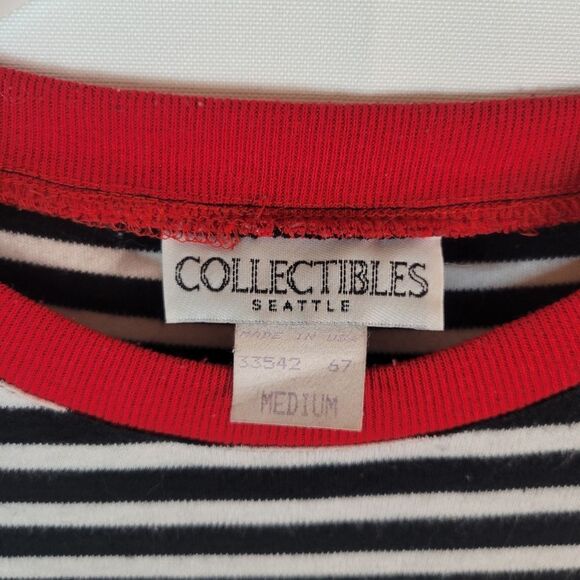 COLLECTIBLES
SEATTLE
MADE IN USA
33542 67
MEDIUM